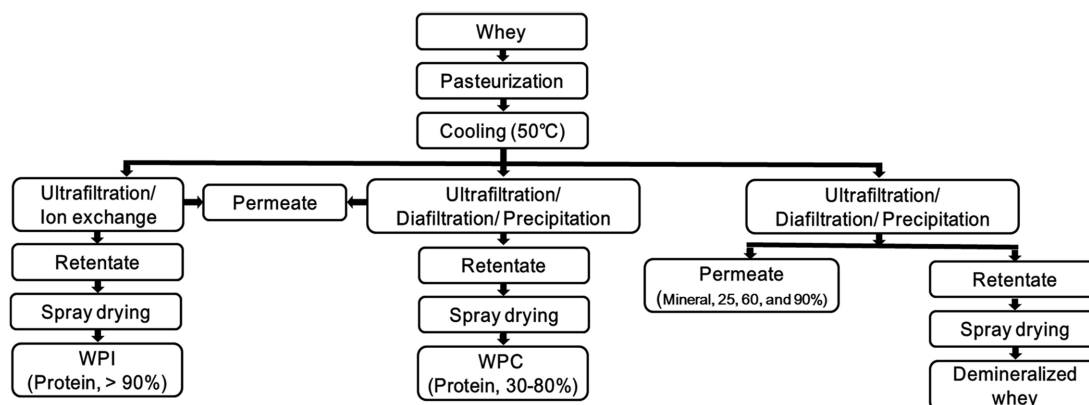 Whey
Pasteurization
Cooling (50℃)
Ultrafiltration/
Ion exchange
Permeate
Ultrafiltration/
Diafiltration/ Precipitation
Ultrafiltration/
Diafiltration/ Precipitation
Retentate
Retentate
Permeate
(Mineral, 25, 60, and 90%)
Retentate
Spray drying
Spray drying
Spray drying
WPI
(Protein, > 90%)
WPC
(Protein, 30-80%)
Demineralized
whey